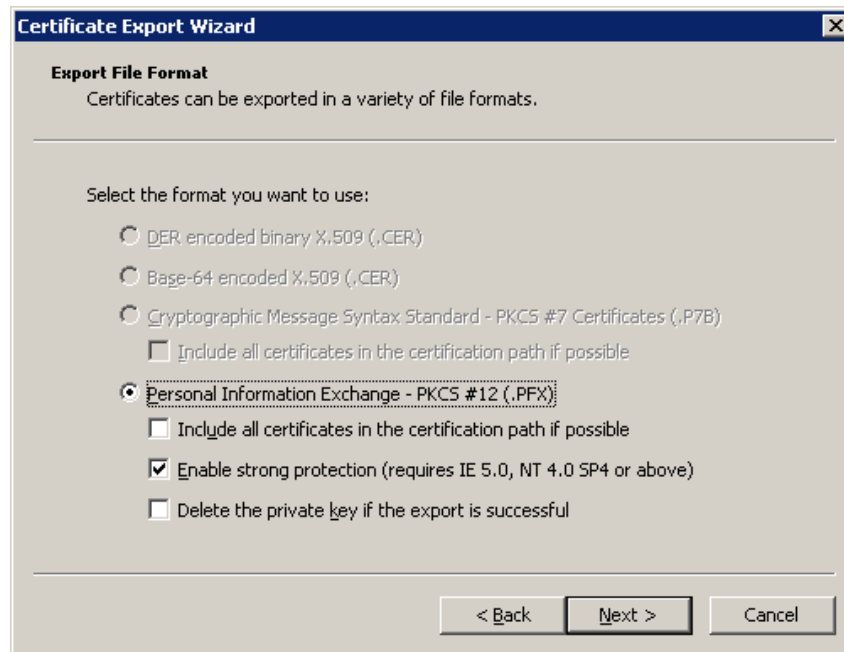 Certificate Export Wizard
Export File Format
Certificates can be exported in a variety of file formats.
Select the format you want to use:
DER encoded binary X.509 (.CER)
Base-64 encoded X.509 (.CER)
Cryptographic Message Syntax Standard - PKCS #7 Certificates (.P7B)
Include all certificates in the certification path if possible
Personal Information Exchange - PKCS #12 (.PFX)
Include all certificates in the certification path if possible
Enable strong protection (requires IE 5.0, NT 4.0 SP4 or above)
Delete the private key if the export is successful
< Back Next > Cancel